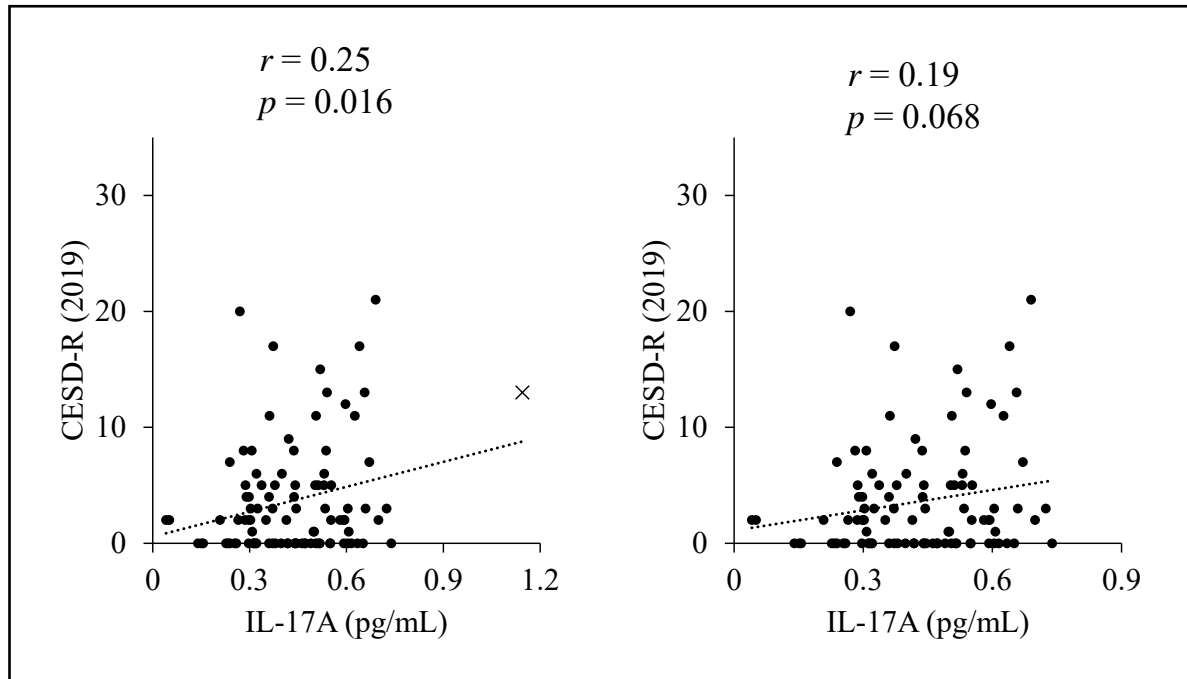 r = 0.25
p = 0.016
30
20
10
0
CESD-R (2019)
0
0.3
0.6
0.9
1.2
IL-17A (pg/mL)
r = 0.19
p = 0.068
30
20
10
0
CESD-R (2019)
0
0.3
0.6
0.9
IL-17A (pg/mL)